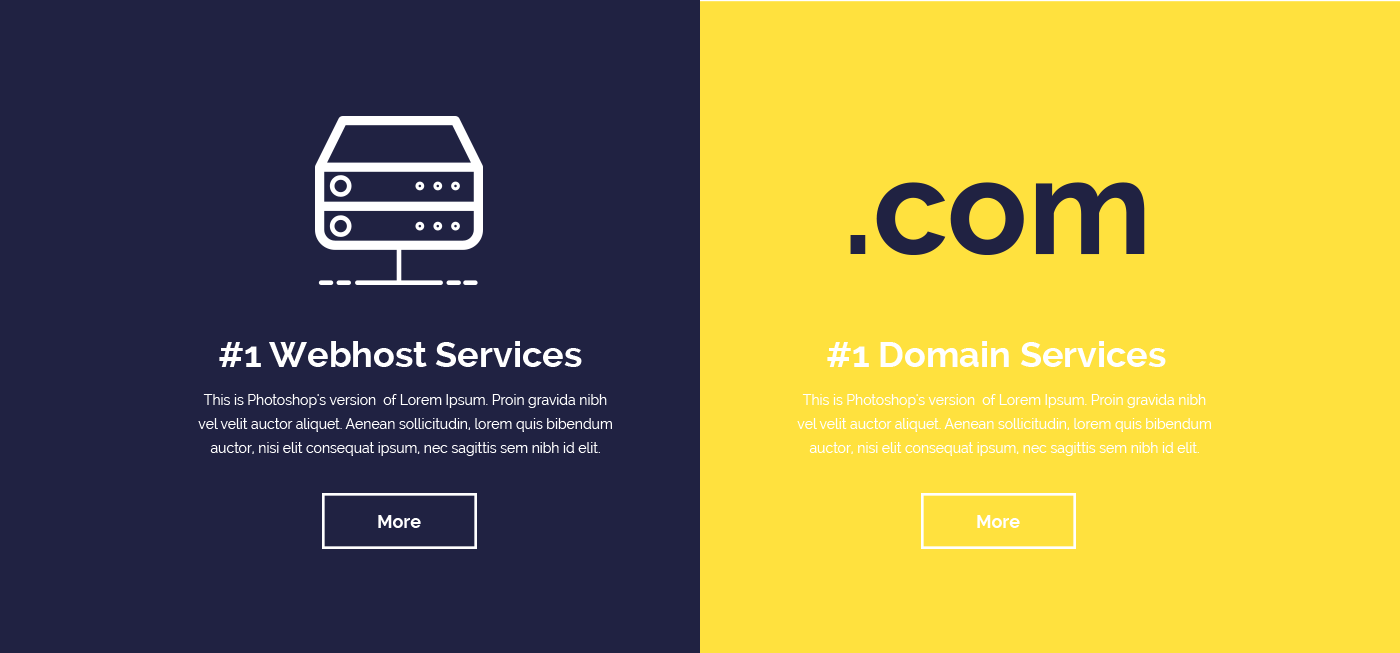 #1 Webhost Services
This is Photoshop's version  of Lorem Ipsum. Proin gravida nibh
vel velit auctor aliquet. Aenean sollicitudin, lorem quis bibendum
auctor, nisi elit consequat ipsum, nec sagittis sem nibh id elit.
More
.com
#1 Domain Services
This is Photoshop's version  of Lorem Ipsum. Proin gravida nibh
vel velit auctor aliquet. Aenean sollicitudin, lorem quis bibendum
auctor, nisi elit consequat ipsum, nec sagittis sem nibh id elit.
More